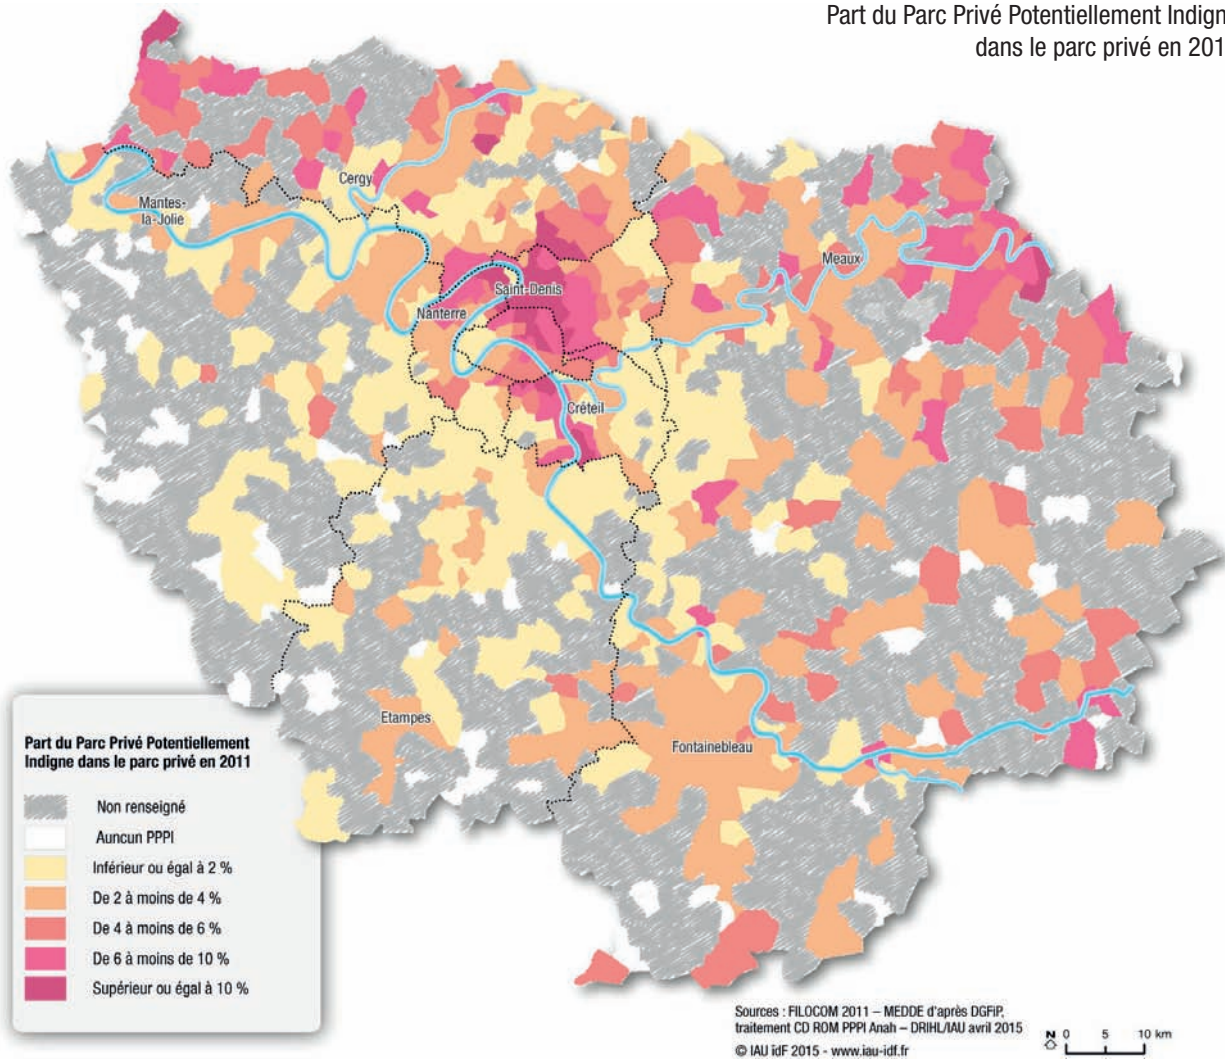 Part du Parc Privé Potentiellement Indign
dans le parc privé en 201
Cergy
Mantes-
la-Jolie
Meaux
Saint-Denis
Nanterre
Créteil
Etampes
Fontainebleau
Part du Parc Privé Potentiellement
Indigne dans le parc privé en 2011
Non renseigné
Auncun PPPI
Inférieur ou égal à 2 %
De 2 à moins de 4 %
De 4 à moins de 6 %
De 6 à moins de 10 %
Supérieur ou égal à 10 %
Sources : FILOCOM 2011 – MEDDE d'après DGFiP,
traitement CD ROM PPPI Anah – DRIHL/IAU avril 2015
© IAU îdF 2015 - www.iau-idf.fr
N 0 5 10 km